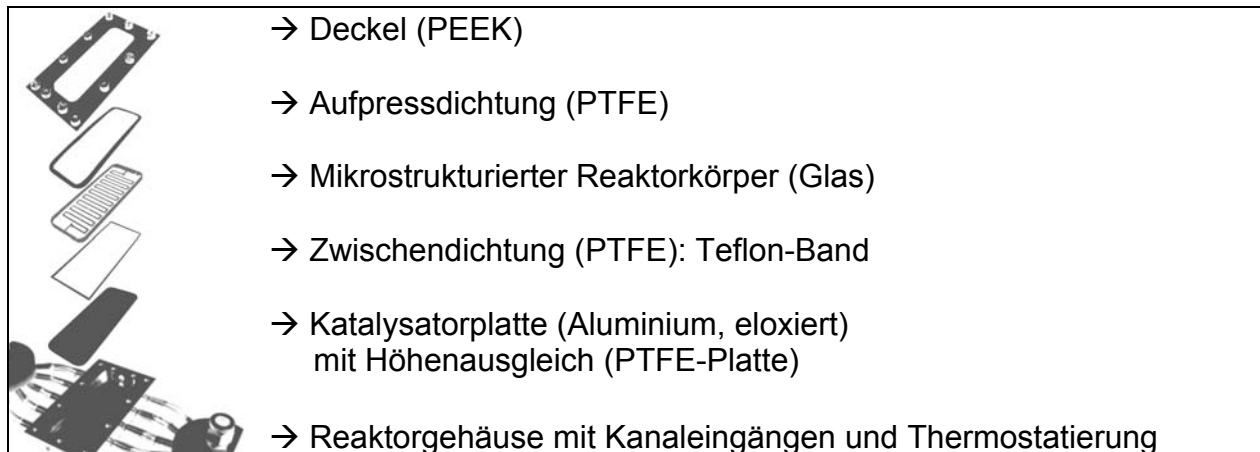 → Deckel (PEEK)
→ Aufpressdichtung (PTFE)
→ Mikrostrukturierter Reaktorkörper (Glas)
→ Zwischendichtung (PTFE): Teflon-Band
→ Katalysatorplatte (Aluminium, eloxiert)
mit Höhenausgleich (PTFE-Platte)
→ Reaktorgehäuse mit Kanaleingängen und Thermostatierung